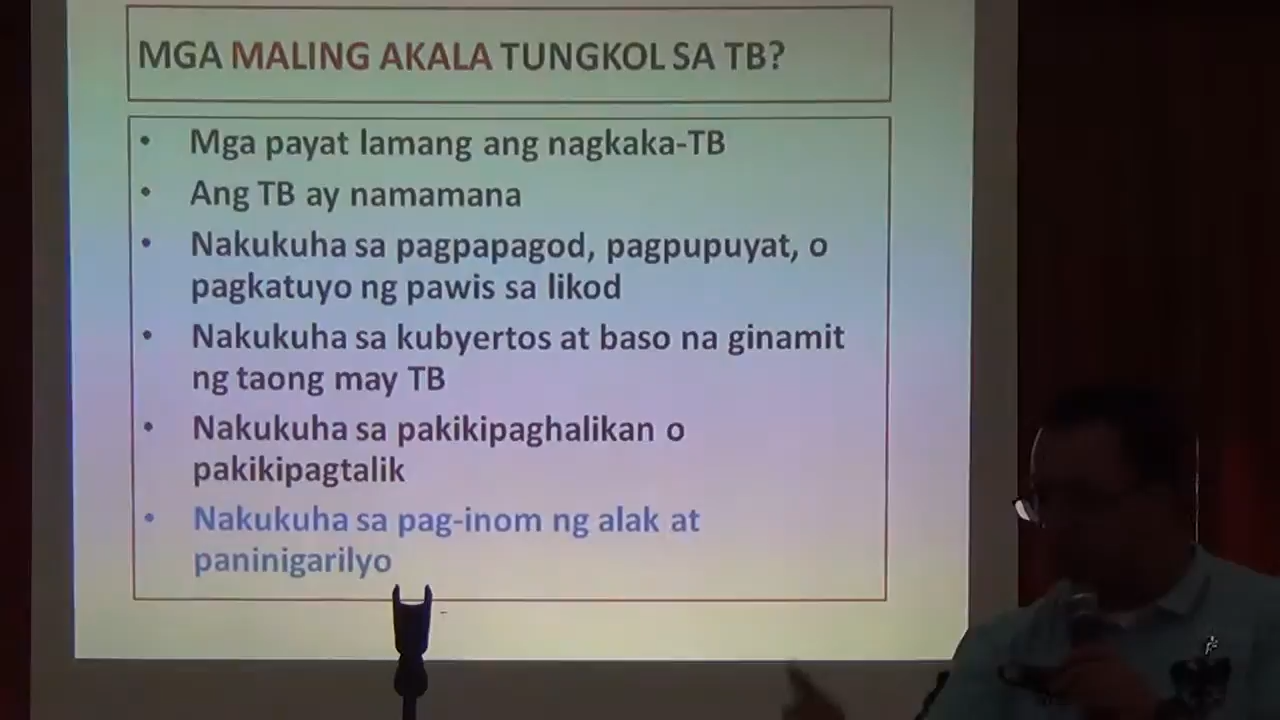 MGA MALING AKALA TUNGKOL SA TB?
• Mga payat lamang ang nagkaka-TB
• Ang TB ay namamana
• Nakukuha sa pagpapagod, pagpupuyat, o
pagkatuyo ng pawis sa likod
• Nakukuha sa kubyertos at baso na ginamit
ng taong may TB
• Nakukuha sa pakikipaghalikan o
pakikipagtalik
• Nakukuha sa pag-inom ng alak at
paninigarilyo